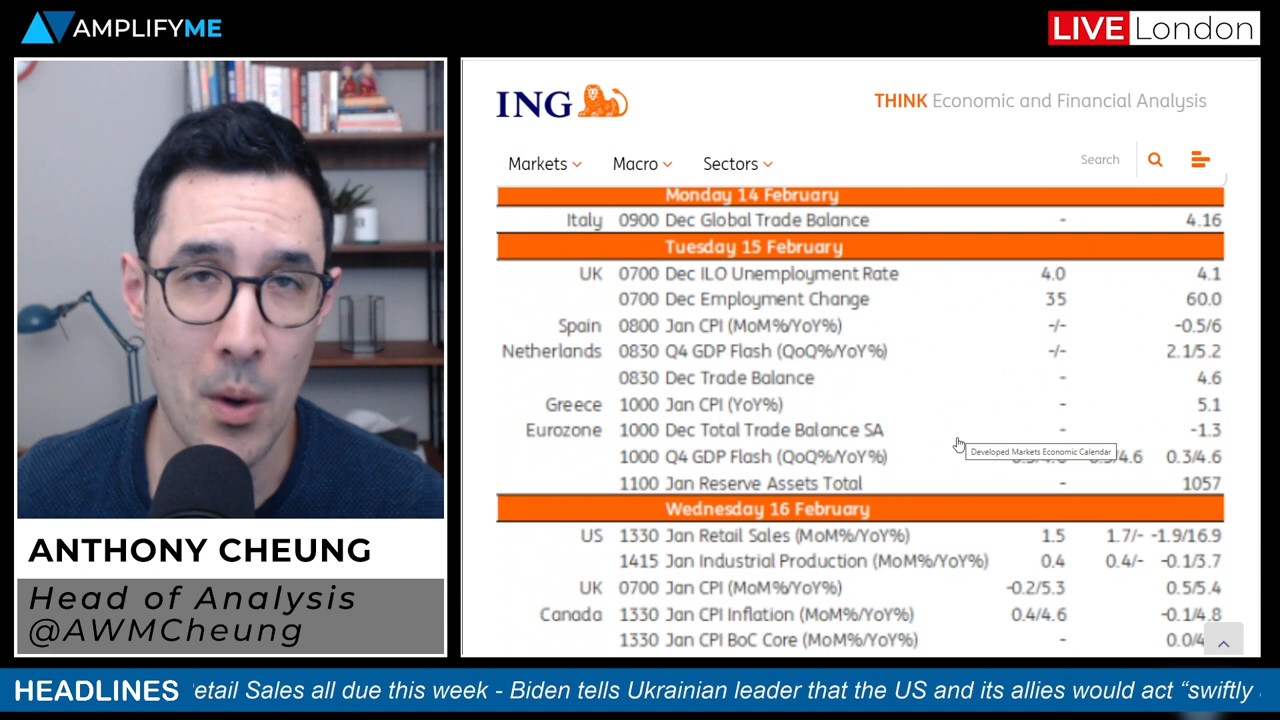 AMPLIFYME
LIVE London
ING
THINK Economic and Financial Analysis
Markets Macro Sectors Search
Monday 14 February
Italy 0900 Dec Global Trade Balance - 4.16
Tuesday 15 February
UK 0700 Dec ILO Unemployment Rate 4.0 4.1
0700 Dec Employment Change 35 60.0
Spain 0800 Jan CPI (MoM%/YoY%) -/- -0.5/6
Netherlands 0830 Q4 GDP Flash (QoQ%/YoY%) -/- 2.1/5.2
0830 Dec Trade Balance - 4.6
Greece 1000 Jan CPI (YoY%) - 5.1
Eurozone 1000 Dec Total Trade Balance SA - -1.3
Developed Markets Economic Calendar
1000 Q4 GDP Flash (QoQ%/YoY%) 0.3/4.6
1100 Jan Reserve Assets Total - 1057
Wednesday 16 February
US 1330 Jan Retail Sales (MoM%/YoY%) 1.5 1.7/- -1.9/16.9
1415 Jan Industrial Production (MoM%/YoY%) 0.4 0.4/- -0.1/3.7
UK 0700 Jan CPI (MoM%/YoY%) -0.2/5.3 0.5/5.4
Canada 1330 Jan CPI Inflation (MoM%/YoY%) 0.4/4.6 -0.1/4.8
1330 Jan CPI BoC Core (MoM%/YoY%) - 0.0/4
ANTHONY CHEUNG
Head of Analysis
@AWMCheung
HEADLINES etail Sales all due this week - Biden tells Ukrainian leader that the US and its allies would act “swiftly